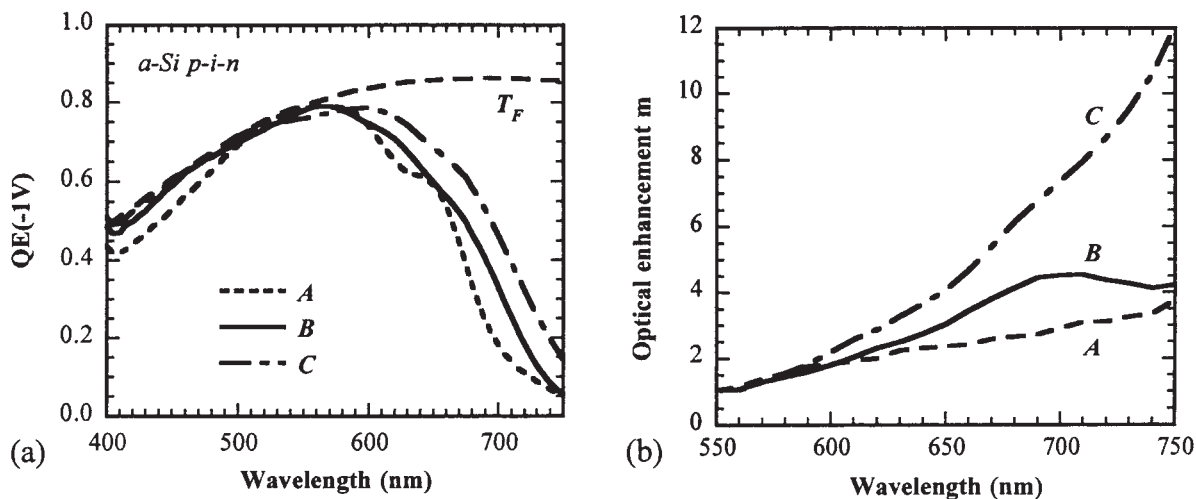 1.0
0.8
0.6
0.4
0.2
0.0
QE(-1V)
a-Si p-i-n
T_F
A
B
C
400
500
600
700
Wavelength (nm)
(a)
12
10
8
6
4
2
0
Optical enhancement m
C
B
A
550
600
650
700
750
Wavelength (nm)
(b)